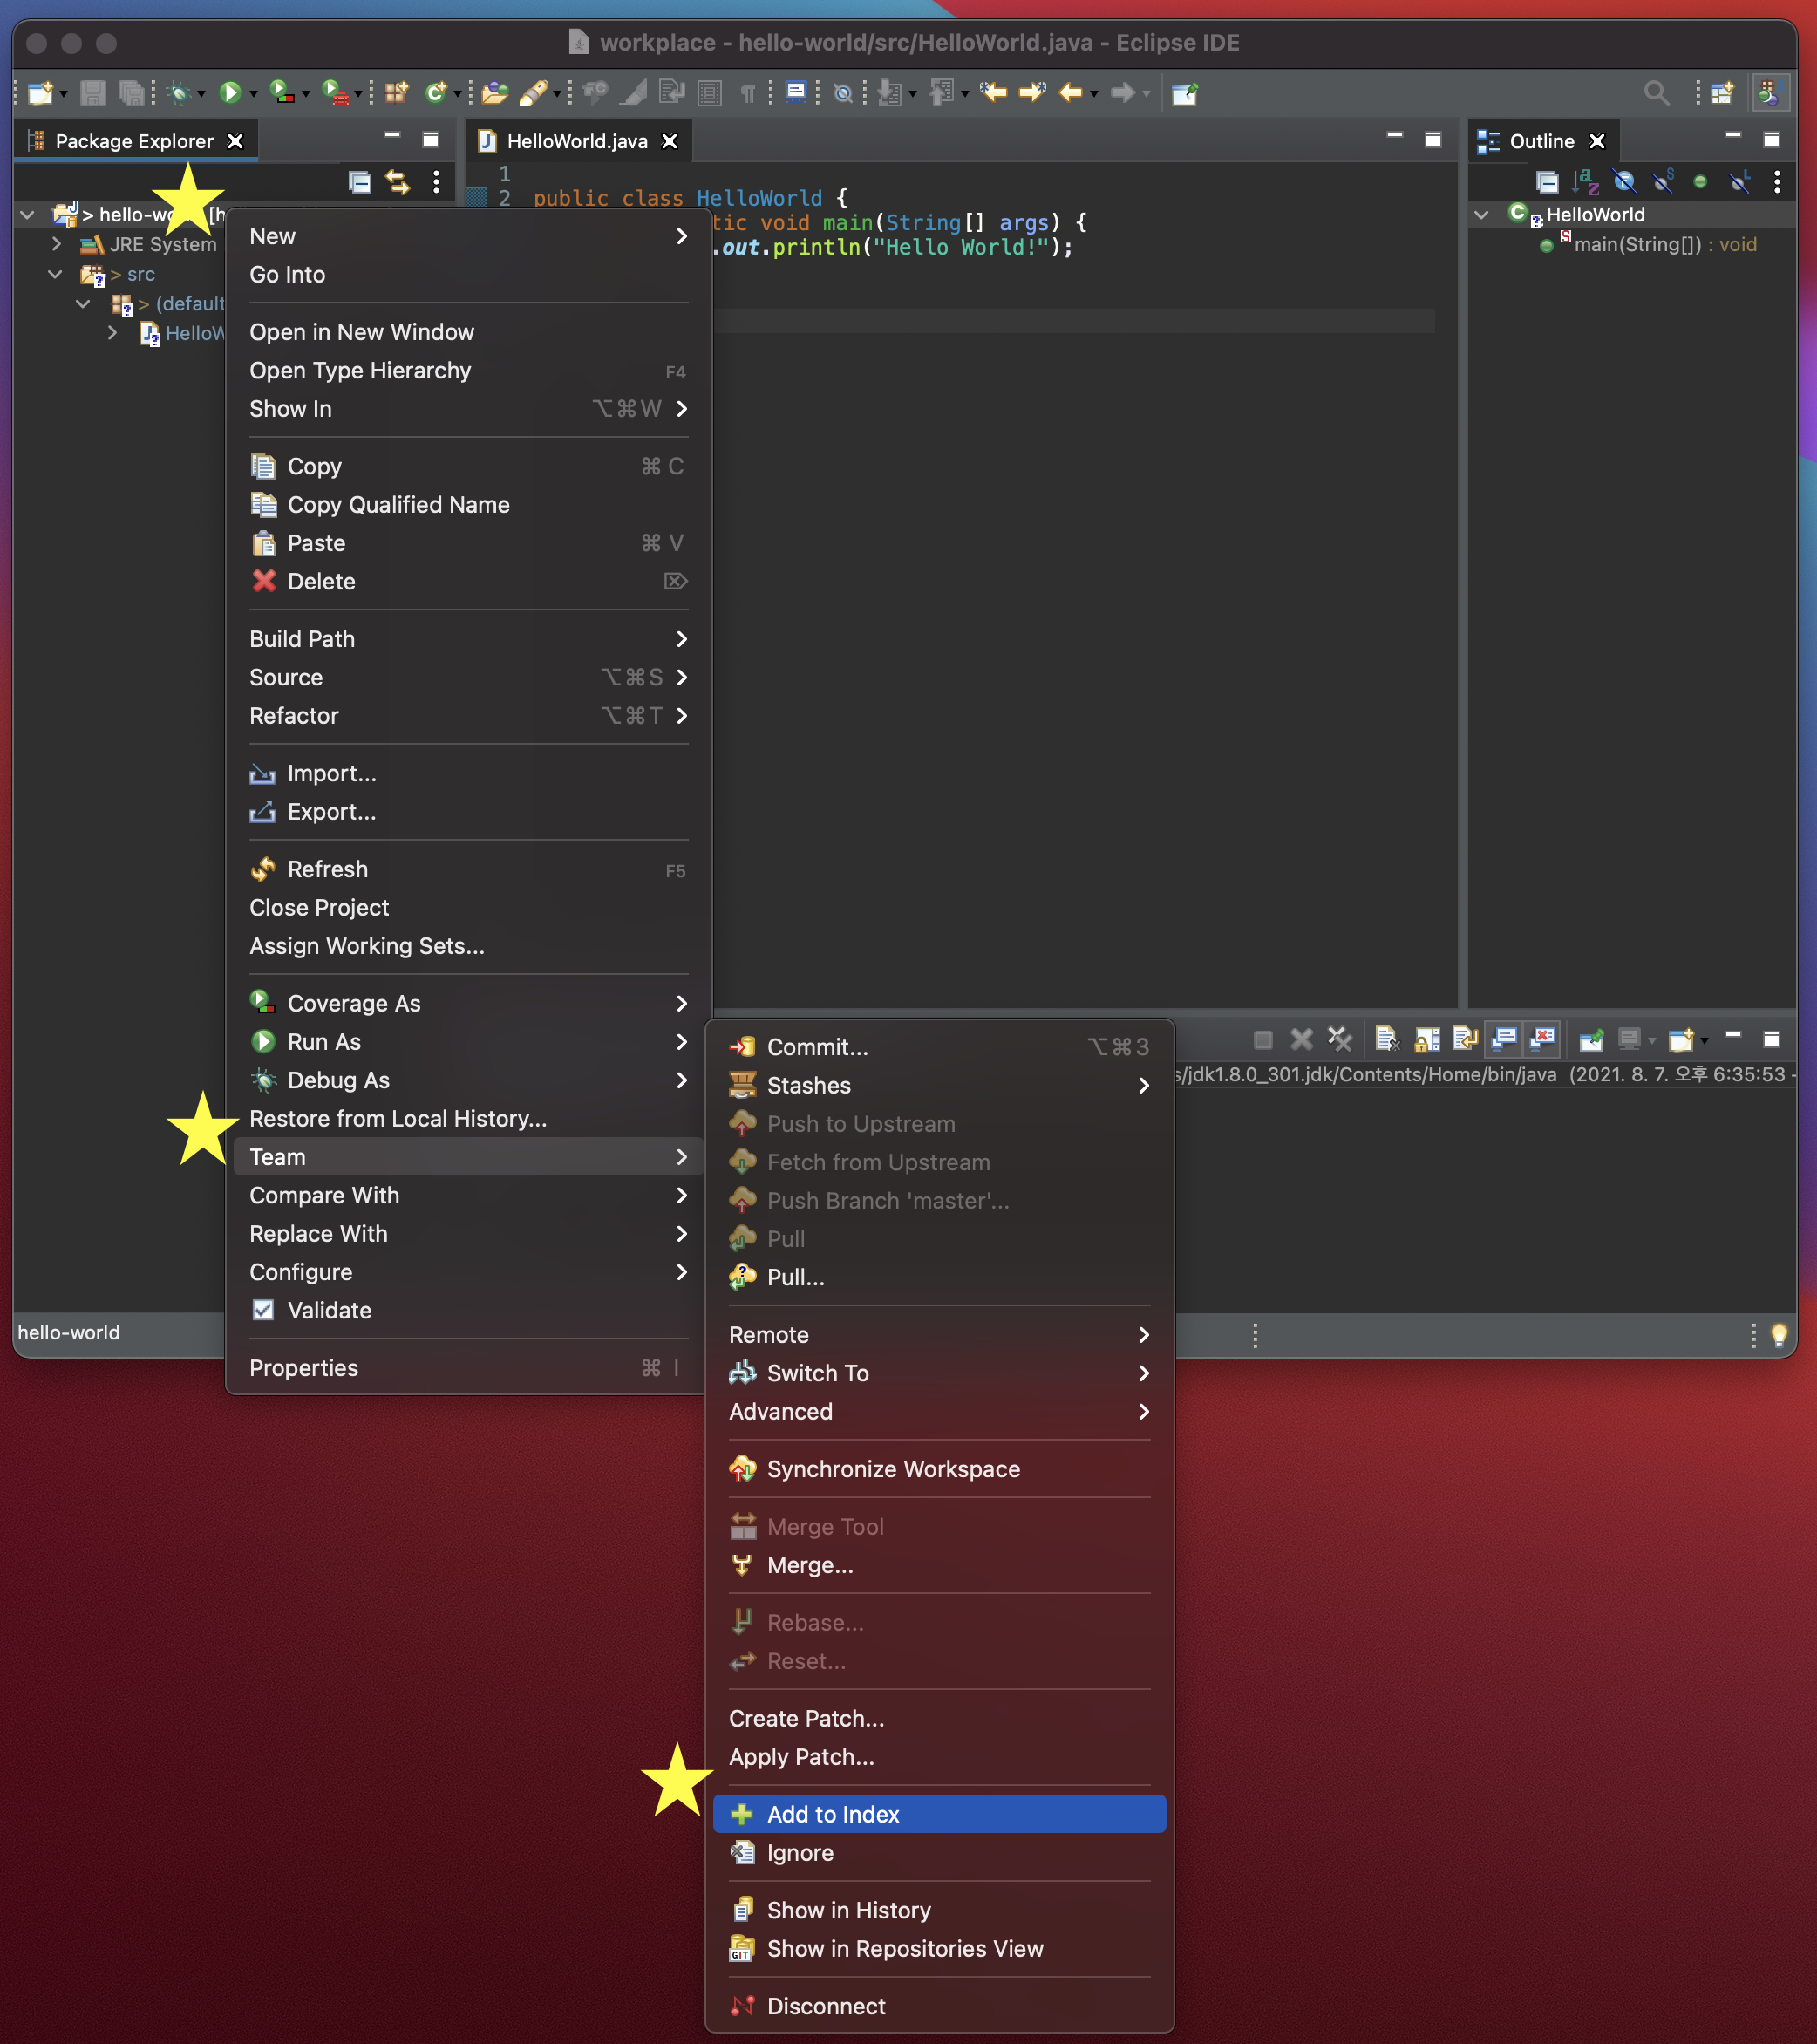 workplace - hello-world/src/HelloWorld.java - Eclipse IDE
Package Explorer
> hello-wo [h
JRE System
> src
> (default
HelloW
HelloWorld.java
1
2 public class HelloWorld {
tic void main(String[] args) {
.out.println("Hello World!");
Outline
HelloWorld
main(String[]) : void
New
Go Into
Open in New Window
Open Type Hierarchy F4
Show In ⌥⌘W
Copy ⌘ C
Copy Qualified Name
Paste ⌘ V
Delete ⌦
Build Path
Source ⌥⌘S
Refactor ⌥⌘T
Import...
Export...
Refresh F5
Close Project
Assign Working Sets...
Coverage As
Run As
Debug As
Restore from Local History...
Team
Compare With
Replace With
Configure
Validate
Properties ⌘ I
Commit... ⌥⌘3
Stashes
Push to Upstream
Fetch from Upstream
Push Branch 'master'...
Pull
Pull...
Remote
Switch To
Advanced
Synchronize Workspace
Merge Tool
Merge...
Rebase...
Reset...
Create Patch...
Apply Patch...
Add to Index
Ignore
Show in History
GIT Show in Repositories View
Disconnect
s/jdk1.8.0_301.jdk/Contents/Home/bin/java (2021. 8. 7. 오후 6:35:53 -
hello-world